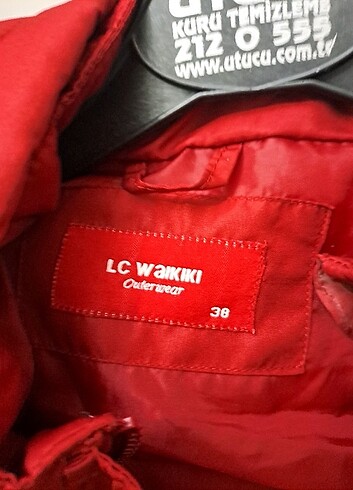 KURU TEMİZLEME
212 0 555
www.utucu.com.tr
LC WAIKIKI
Outerwear
38